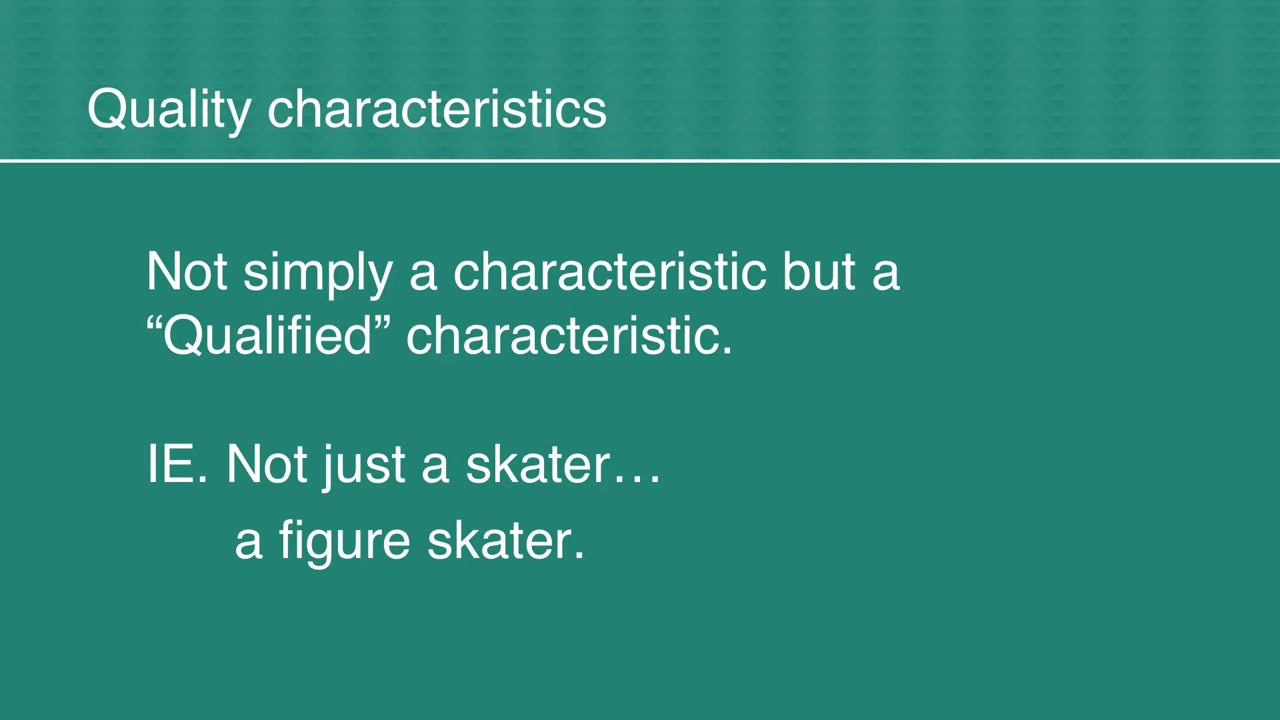 Quality characteristics
Not simply a characteristic but a
“Qualified” characteristic.
IE. Not just a skater…
a figure skater.